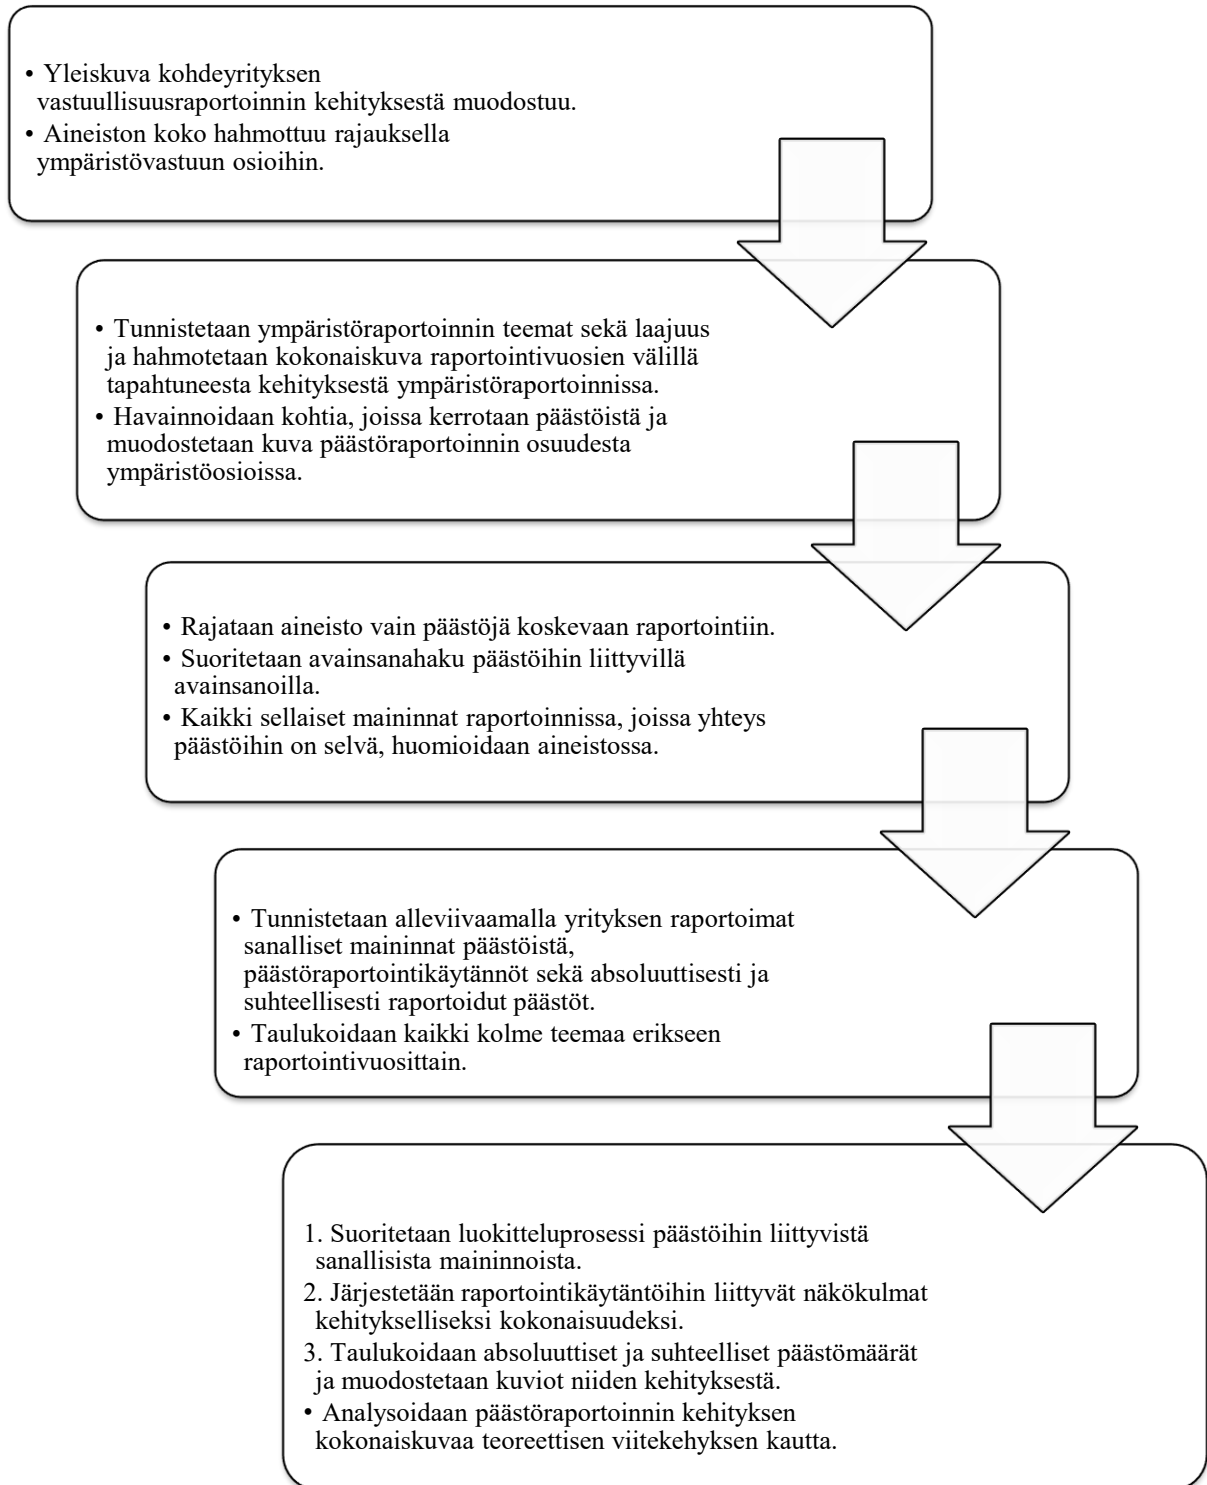 • Yleiskuva kohdeyrityksen
vastuullisuusraportoinnin kehityksestä muodostuu.
• Aineiston koko hahmottuu rajauksella
ympäristövastuun osioihin.
• Tunnistetaan ympäristöraportoinnin teemat sekä laajuus
ja hahmotetaan kokonaiskuva raportointivuosien välillä
tapahtuneesta kehityksestä ympäristöraportoinnissa.
• Havainnoidaan kohtia, joissa kerrotaan päästöistä ja
muodostetaan kuva päästöraportoinnin osuudesta
ympäristöosioissa.
• Rajataan aineisto vain päästöjä koskevaan raportointiin.
• Suoritetaan avainsanahaku päästöihin liittyvillä
avainsanoilla.
• Kaikki sellaiset maininnat raportoinnissa, joissa yhteys
päästöihin on selvä, huomioidaan aineistossa.
• Tunnistetaan alleviivaamalla yrityksen raportoimat
sanalliset maininnat päästöistä,
päästöraportointikäytännöt sekä absoluuttisesti ja
suhteellisesti raportoidut päästöt.
• Taulukoidaan kaikki kolme teemaa erikseen
raportointivuosittain.
1. Suoritetaan luokitteluprosessi päästöihin liittyvistä
sanallisista maininnoista.
2. Järjestetään raportointikäytäntöihin liittyvät näkökulmat
kehitykselliseksi kokonaisuudeksi.
3. Taulukoidaan absoluuttiset ja suhteelliset päästömäärät
ja muodostetaan kuviot niiden kehityksestä.
• Analysoidaan päästöraportoinnin kehityksen
kokonaiskuvaa teoreettisen viitekehyksen kautta.